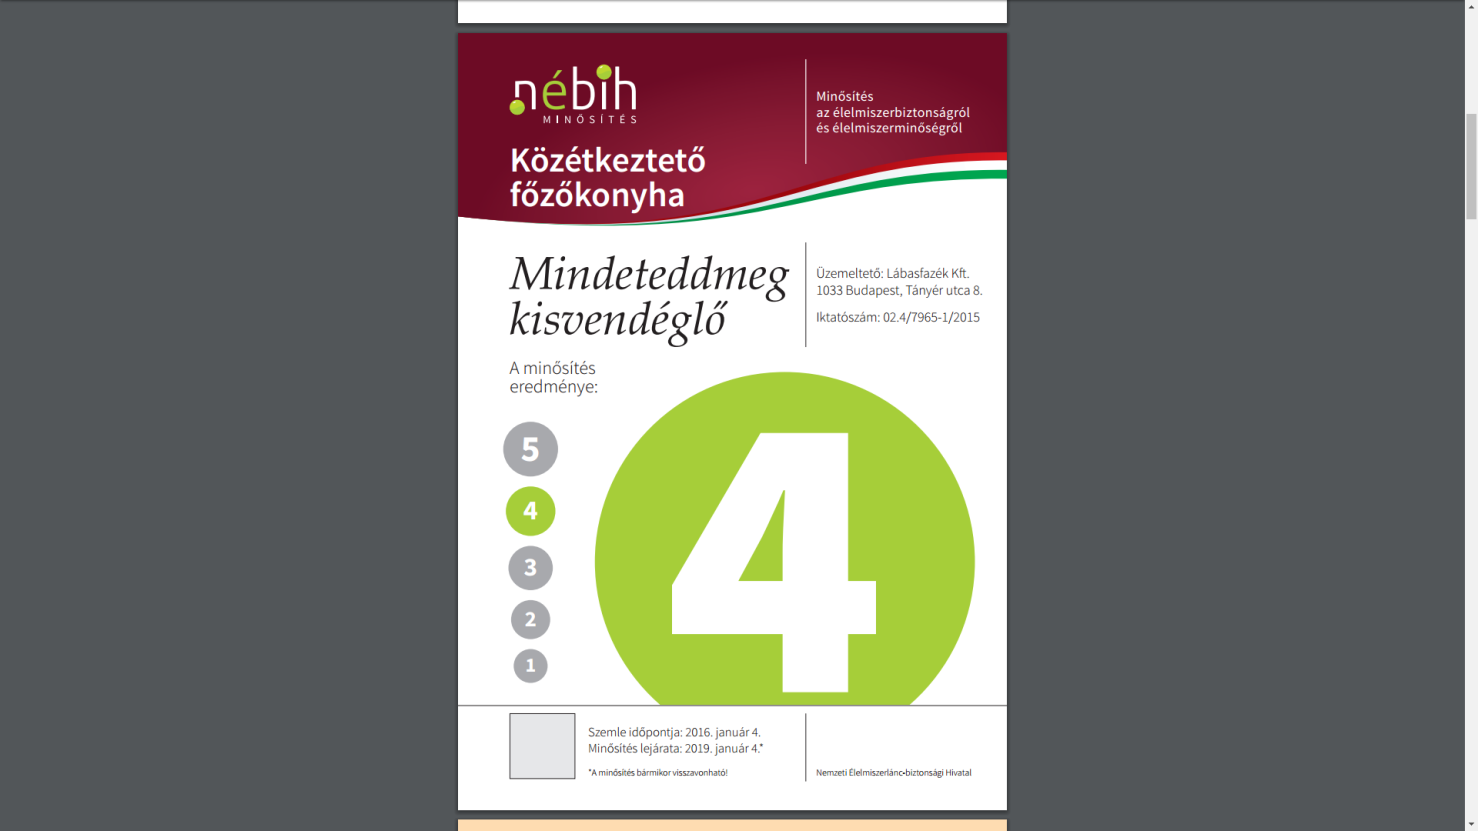 nébih
MINŐSÍTÉS
Minősítés
az élelmiszerbiztonságról
és élelmiszerminőségről
Közétkeztető
főzőkonyha
Mindeteddmeg
kisvendéglő
Üzemeltető: Lábasfazék Kft.
1033 Budapest, Tányér utca 8.
Iktatószám: 02.4/7965-1/2015
A minősítés
eredménye:
5
4
3
2
1
4
Szemle időpontja: 2016. január 4.
Minősítés lejárata: 2019. január 4.*
*A minősítés bármikor visszavonható!
Nemzeti Élelmiszerlánc-biztonsági Hivatal